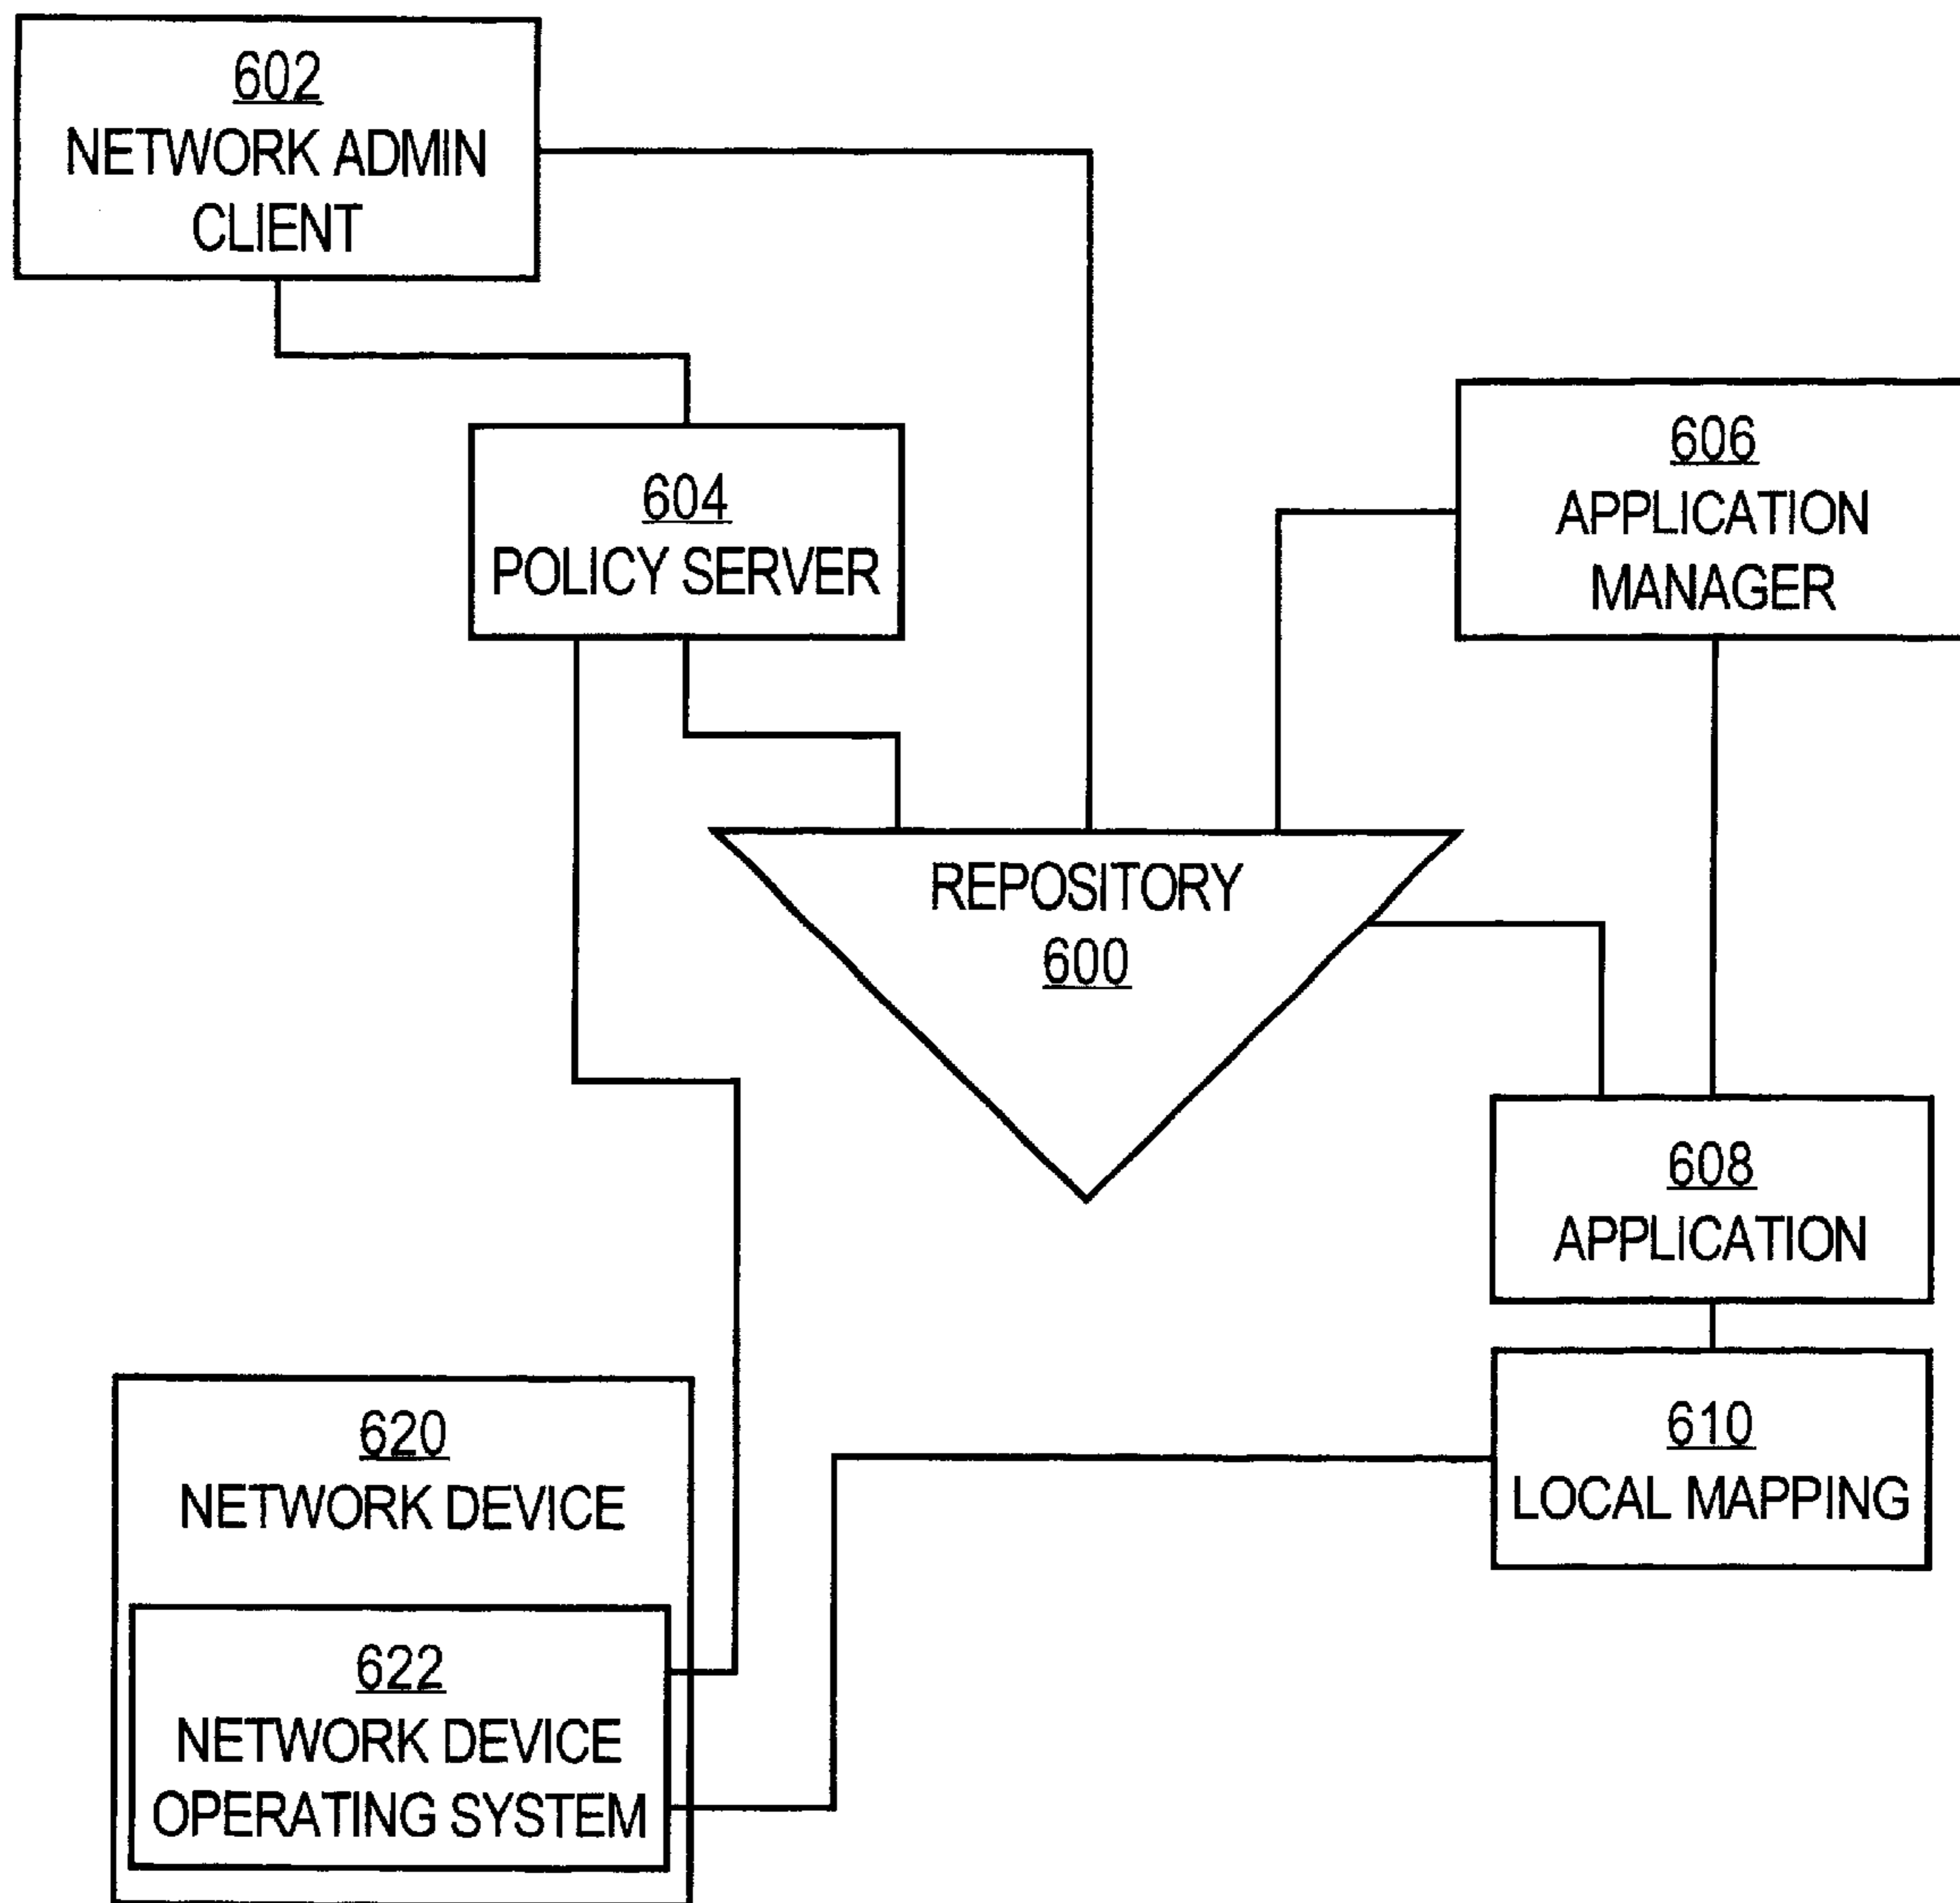 602
NETWORK ADMIN
CLIENT
604
POLICY SERVER
606
APPLICATION
MANAGER
REPOSITORY
600
608
APPLICATION
610
LOCAL MAPPING
620
NETWORK DEVICE
622
NETWORK DEVICE
OPERATING SYSTEM